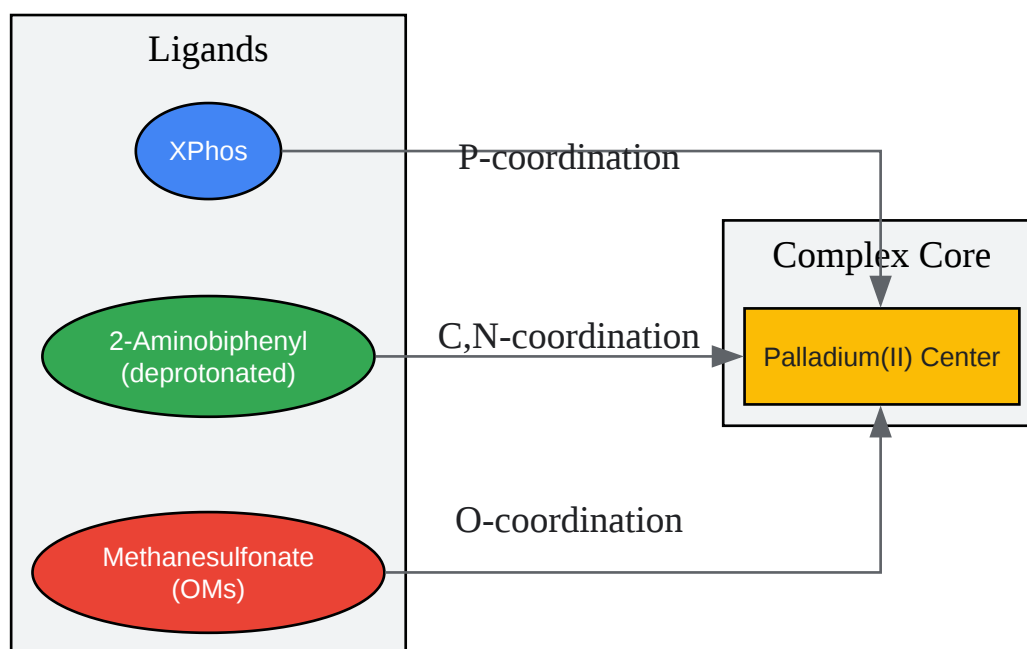 Ligands
XPhos
P-coordination
Complex Core
2-Aminobiphenyl
(deprotonated)
C,N-coordination
Palladium(II) Center
O-coordination
Methanesulfonate
(OMs)